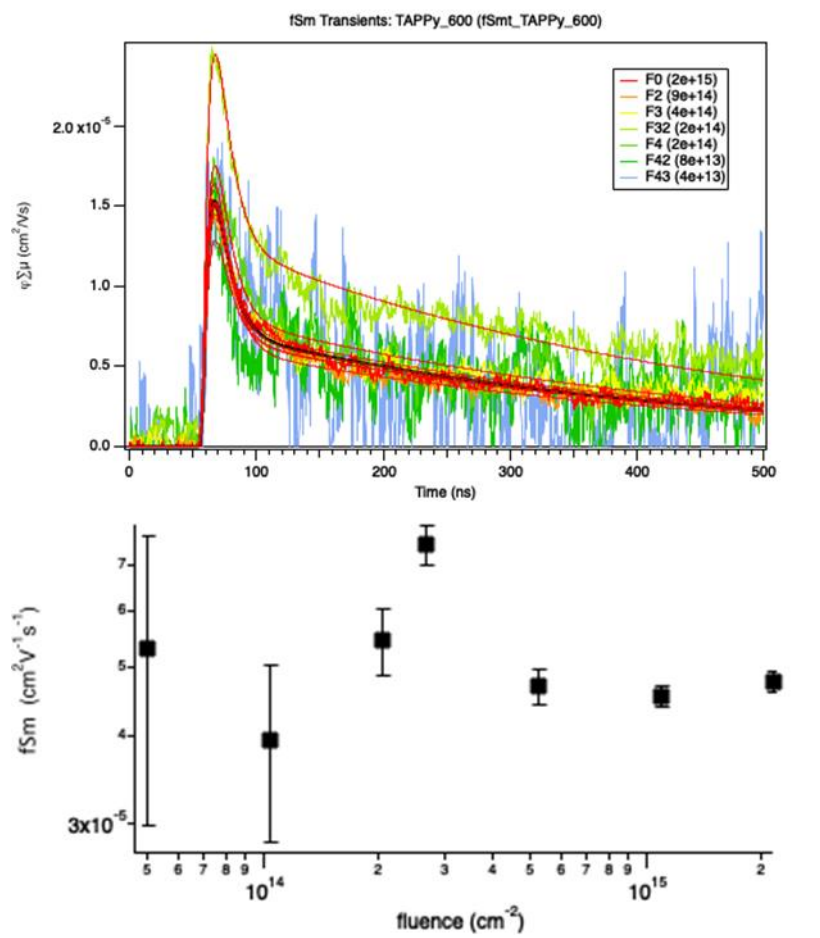 fSm Transients: TAPPy_600 (fSmt_TAPPy_600)
F0 (2e+15)
F2 (9e+14)
F3 (4e+14)
F32 (2e+14)
F4 (2e+14)
F42 (8e+13)
F43 (4e+13)
φ∑μ (cm²/Vs)
2.0 x10⁻⁵
1.5
1.0
0.5
0.0
0 100 200 300 400 500
Time (ns)
fSm (cm²V⁻¹s⁻¹)
7
6
5
4
3x10⁻⁵
5 6 7 8 9 2 3 4 5 6 7 8 9 2
10¹⁴ 10¹⁵
fluence (cm⁻²)